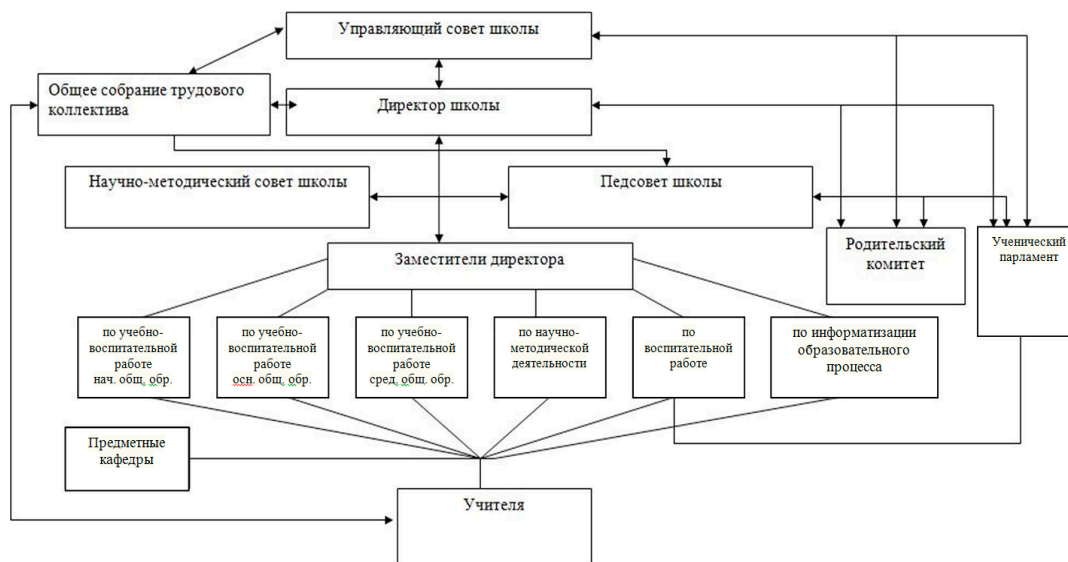 Управляющий совет школы
Общее собрание трудового
коллектива
Директор школы
Научно-методический совет школы
Педсовет школы
Родительский
комитет
Ученический
парламент
Заместители директора
по учебно-
воспитательной
работе
нач. общ, обр.
по учебно-
воспитательной
работе
осн. общ, обр.
по учебно-
воспитательной
работе
сред, общ. обр.
по научно-
методической
деятельности
по
воспитательной
работе
по информатизации
образовательного
процесса
Предметные
кафедры
Учителя